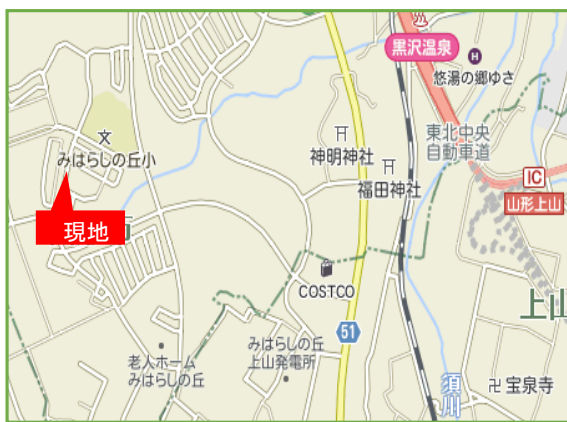 黒沢温泉
H
悠湯の郷ゆさ
文
みはらしの丘小
神明神社
福田神社
東北中央
自動車道
IC
山形上山
現地
COSTCO
上山
51
みはらしの丘
上山発電所
老人ホーム
みはらしの丘
須川
卍宝泉寺